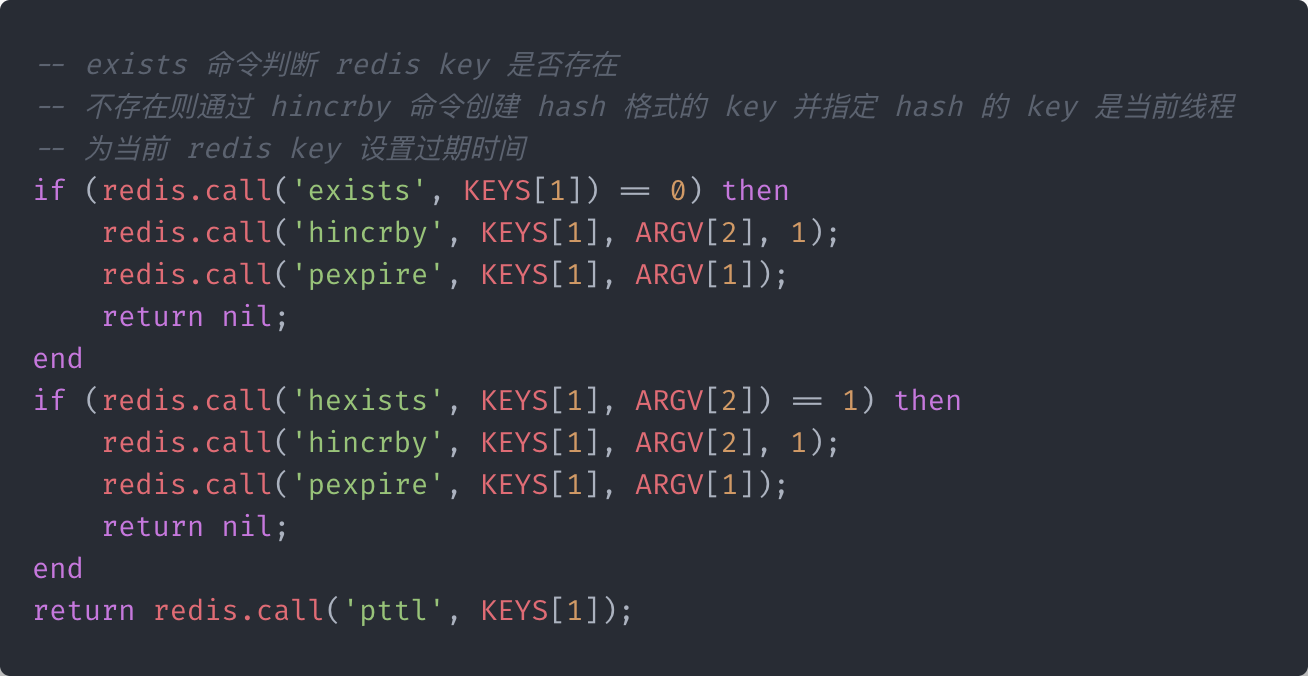 -- exists 命令判断 redis key 是否存在
-- 不存在则通过 hincrby 命令创建 hash 格式的 key 并指定 hash 的 key 是当前线程
-- 为当前 redis key 设置过期时间
if (redis.call('exists', KEYS[1]) == 0) then
    redis.call('hincrby', KEYS[1], ARGV[2], 1);
    redis.call('pexpire', KEYS[1], ARGV[1]);
    return nil;
end
if (redis.call('hexists', KEYS[1], ARGV[2]) == 1) then
    redis.call('hincrby', KEYS[1], ARGV[2], 1);
    redis.call('pexpire', KEYS[1], ARGV[1]);
    return nil;
end
return redis.call('pttl', KEYS[1]);